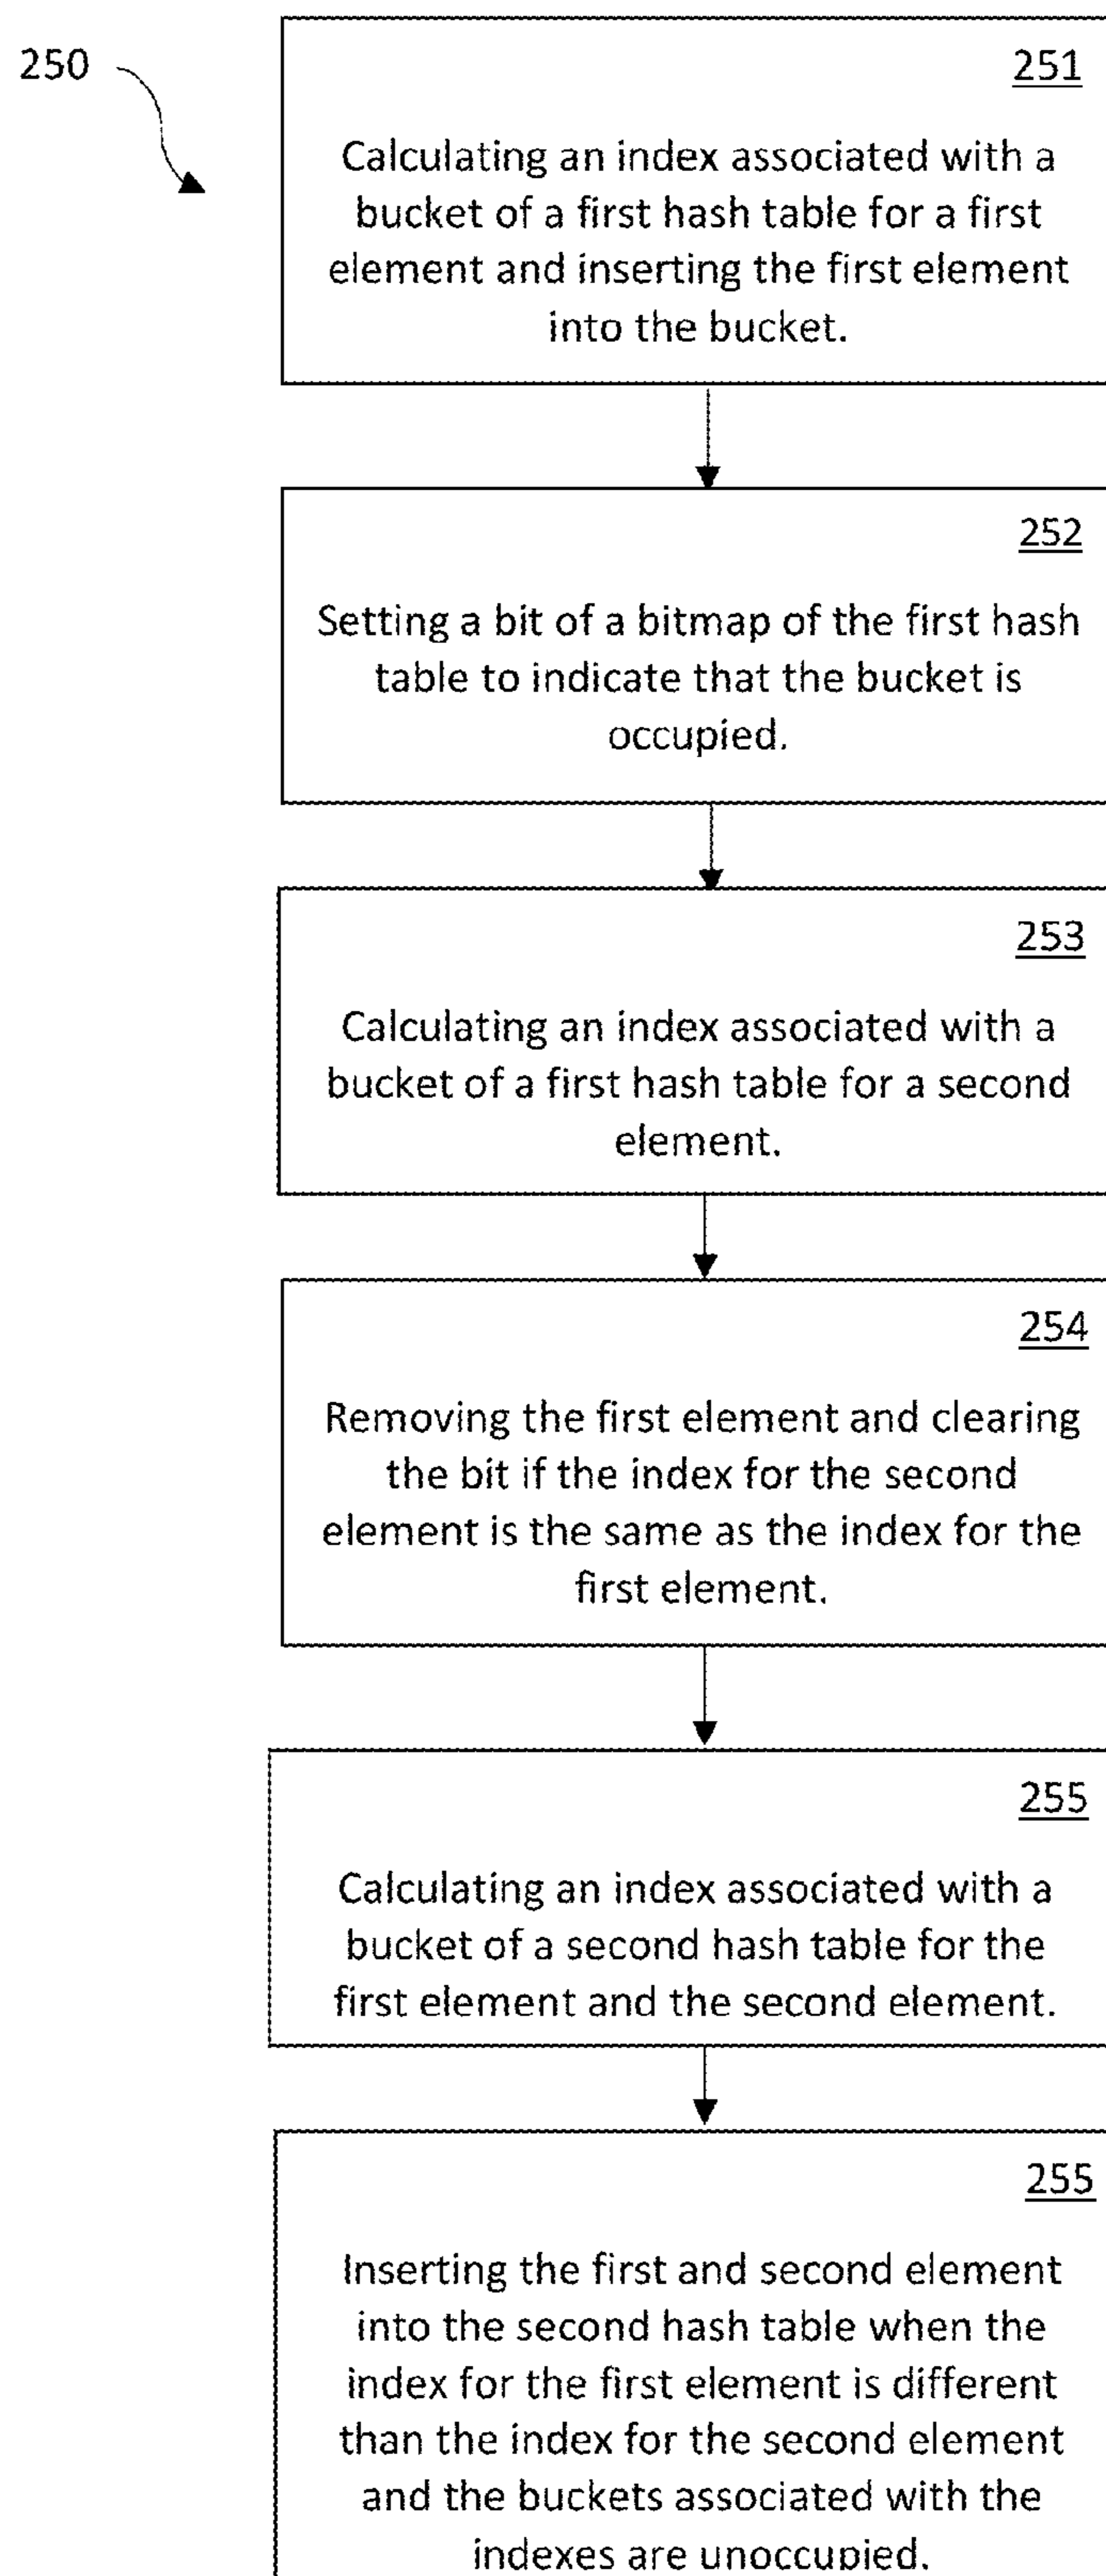 250
251
Calculating an index associated with a
bucket of a first hash table for a first
element and inserting the first element
into the bucket.
252
Setting a bit of a bitmap of the first hash
table to indicate that the bucket is
occupied.
253
Calculating an index associated with a
bucket of a first hash table for a second
element.
254
Removing the first element and clearing
the bit if the index for the second
element is the same as the index for the
first element.
255
Calculating an index associated with a
bucket of a second hash table for the
first element and the second element.
255
Inserting the first and second element
into the second hash table when the
index for the first element is different
than the index for the second element
and the buckets associated with the
indexes are unoccupied.